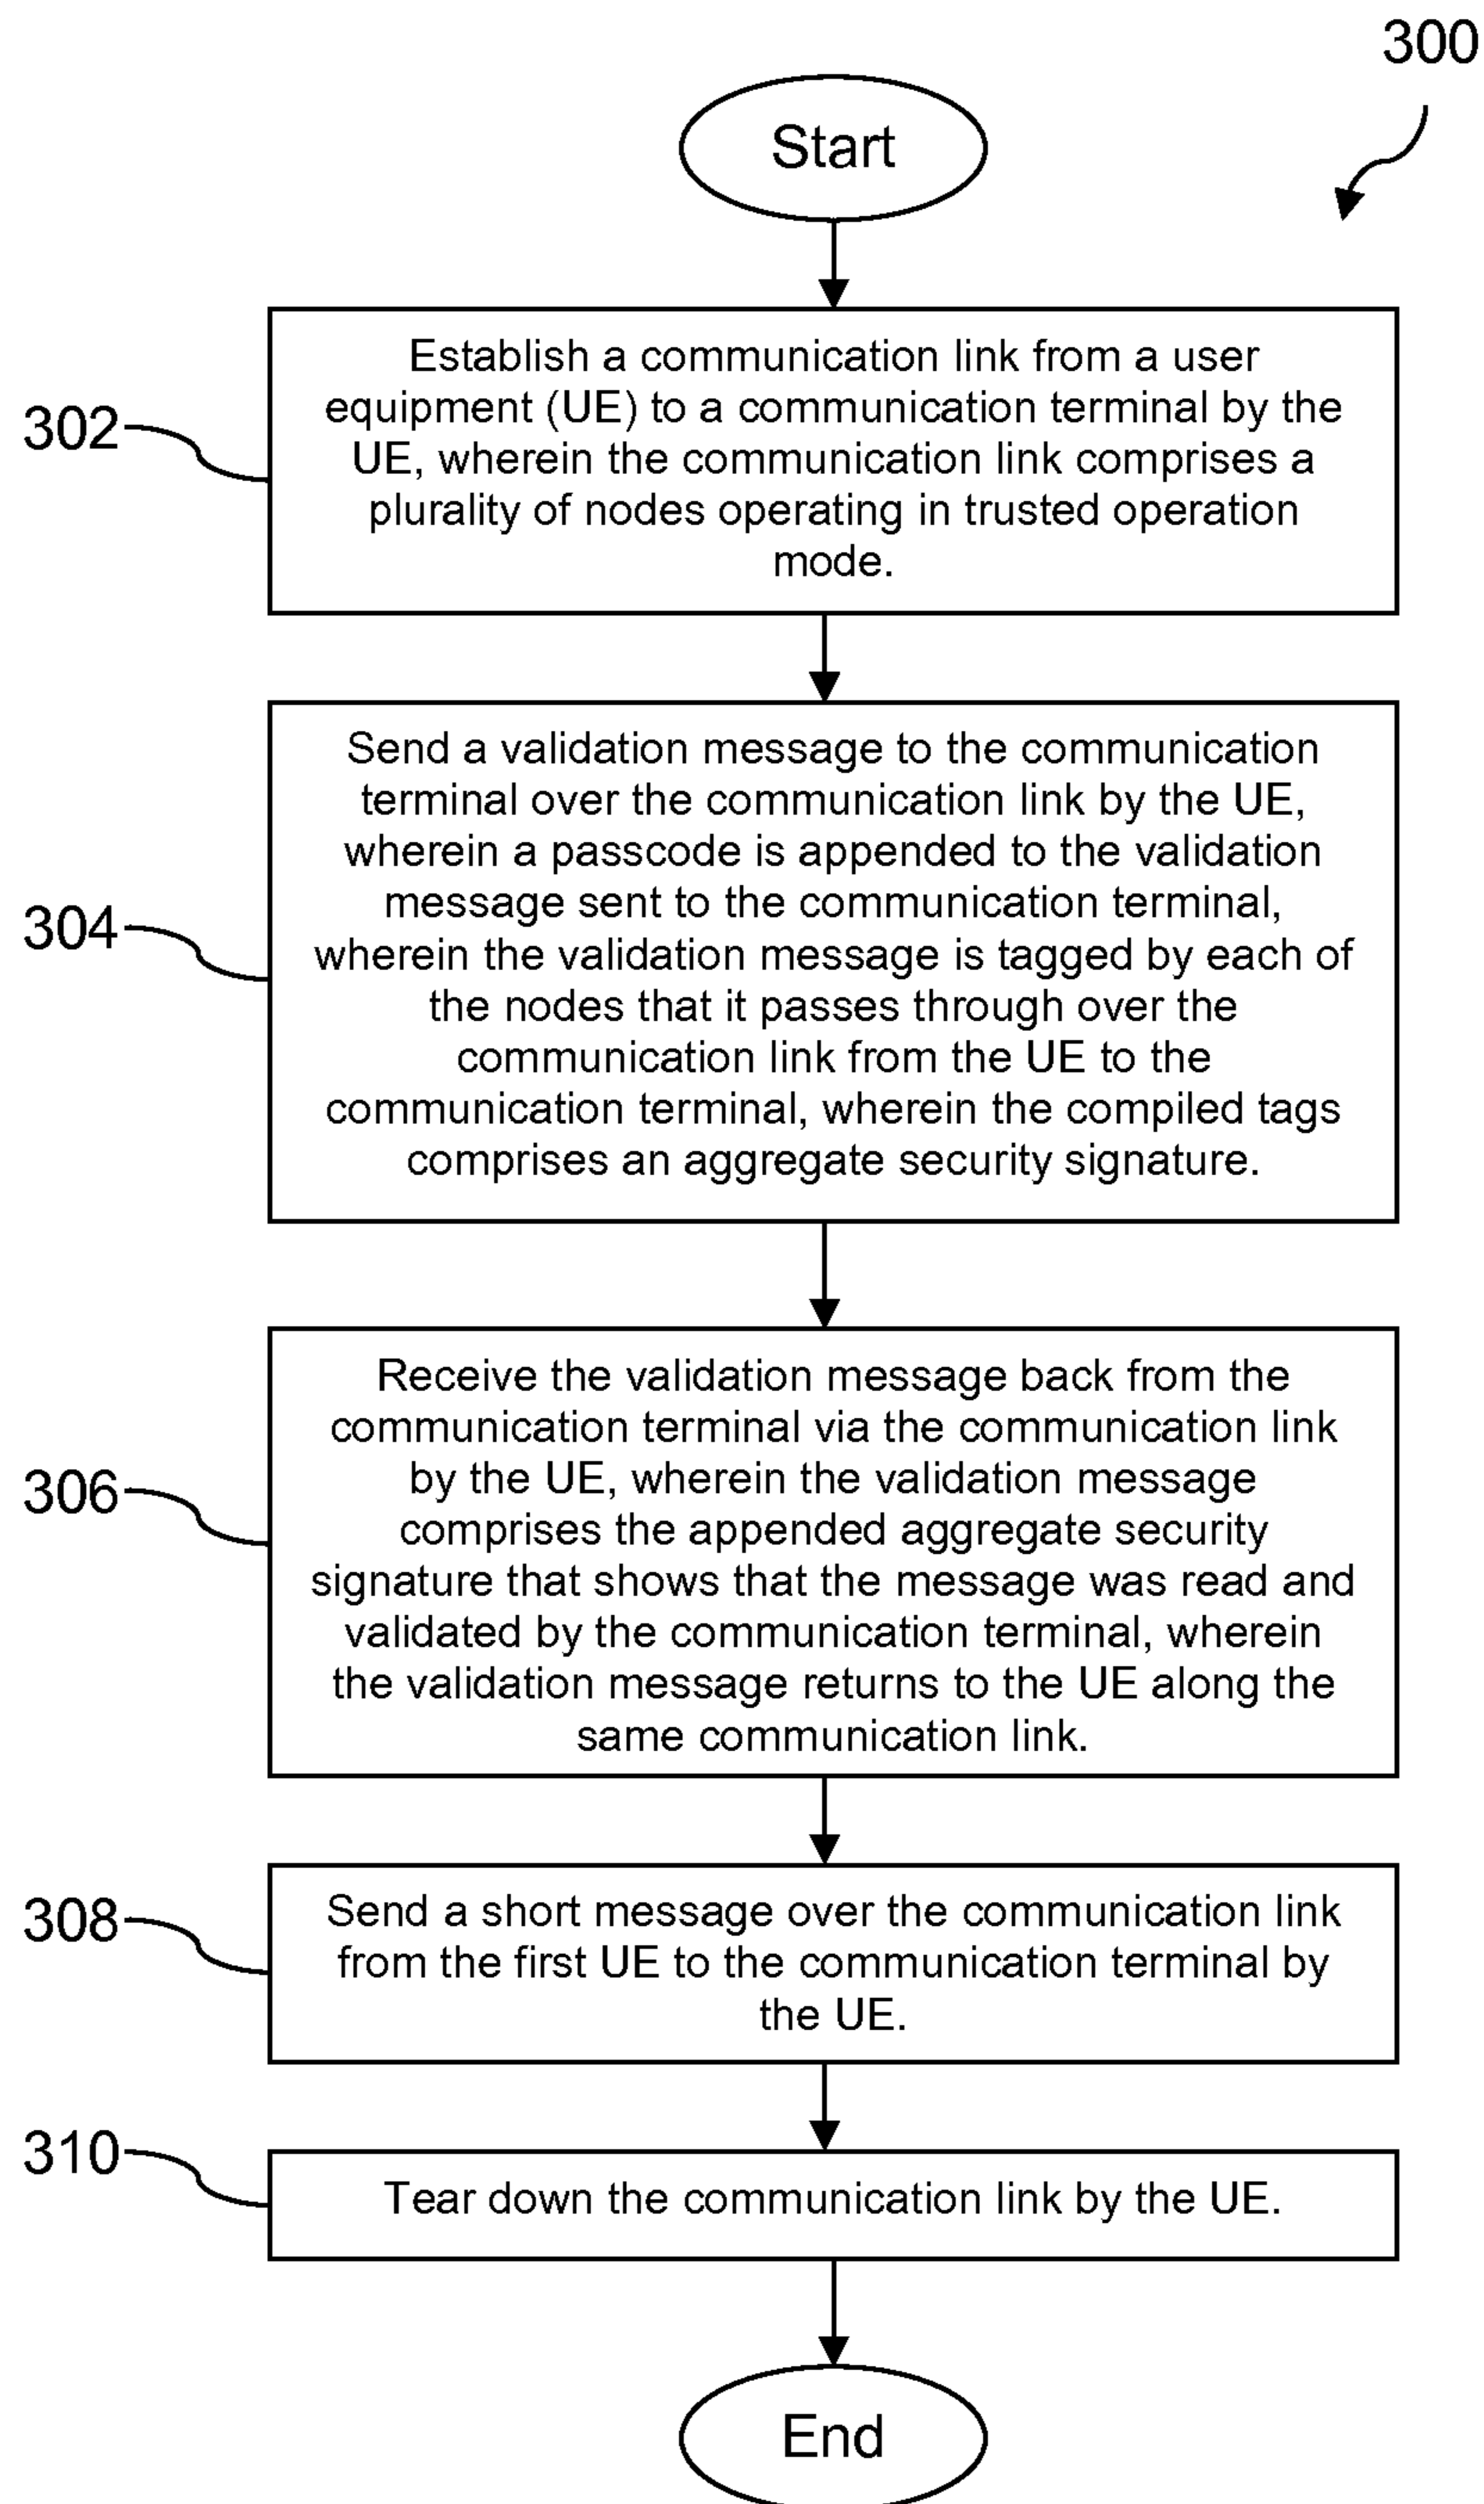 300
Start
302
Establish a communication link from a user
equipment (UE) to a communication terminal by the
UE, wherein the communication link comprises a
plurality of nodes operating in trusted operation
mode.
304
Send a validation message to the communication
terminal over the communication link by the UE,
wherein a passcode is appended to the validation
message sent to the communication terminal,
wherein the validation message is tagged by each of
the nodes that it passes through over the
communication link from the UE to the
communication terminal, wherein the compiled tags
comprises an aggregate security signature.
306
Receive the validation message back from the
communication terminal via the communication link
by the UE, wherein the validation message
comprises the appended aggregate security
signature that shows that the message was read and
validated by the communication terminal, wherein
the validation message returns to the UE along the
same communication link.
308
Send a short message over the communication link
from the first UE to the communication terminal by
the UE.
310
Tear down the communication link by the UE.
End